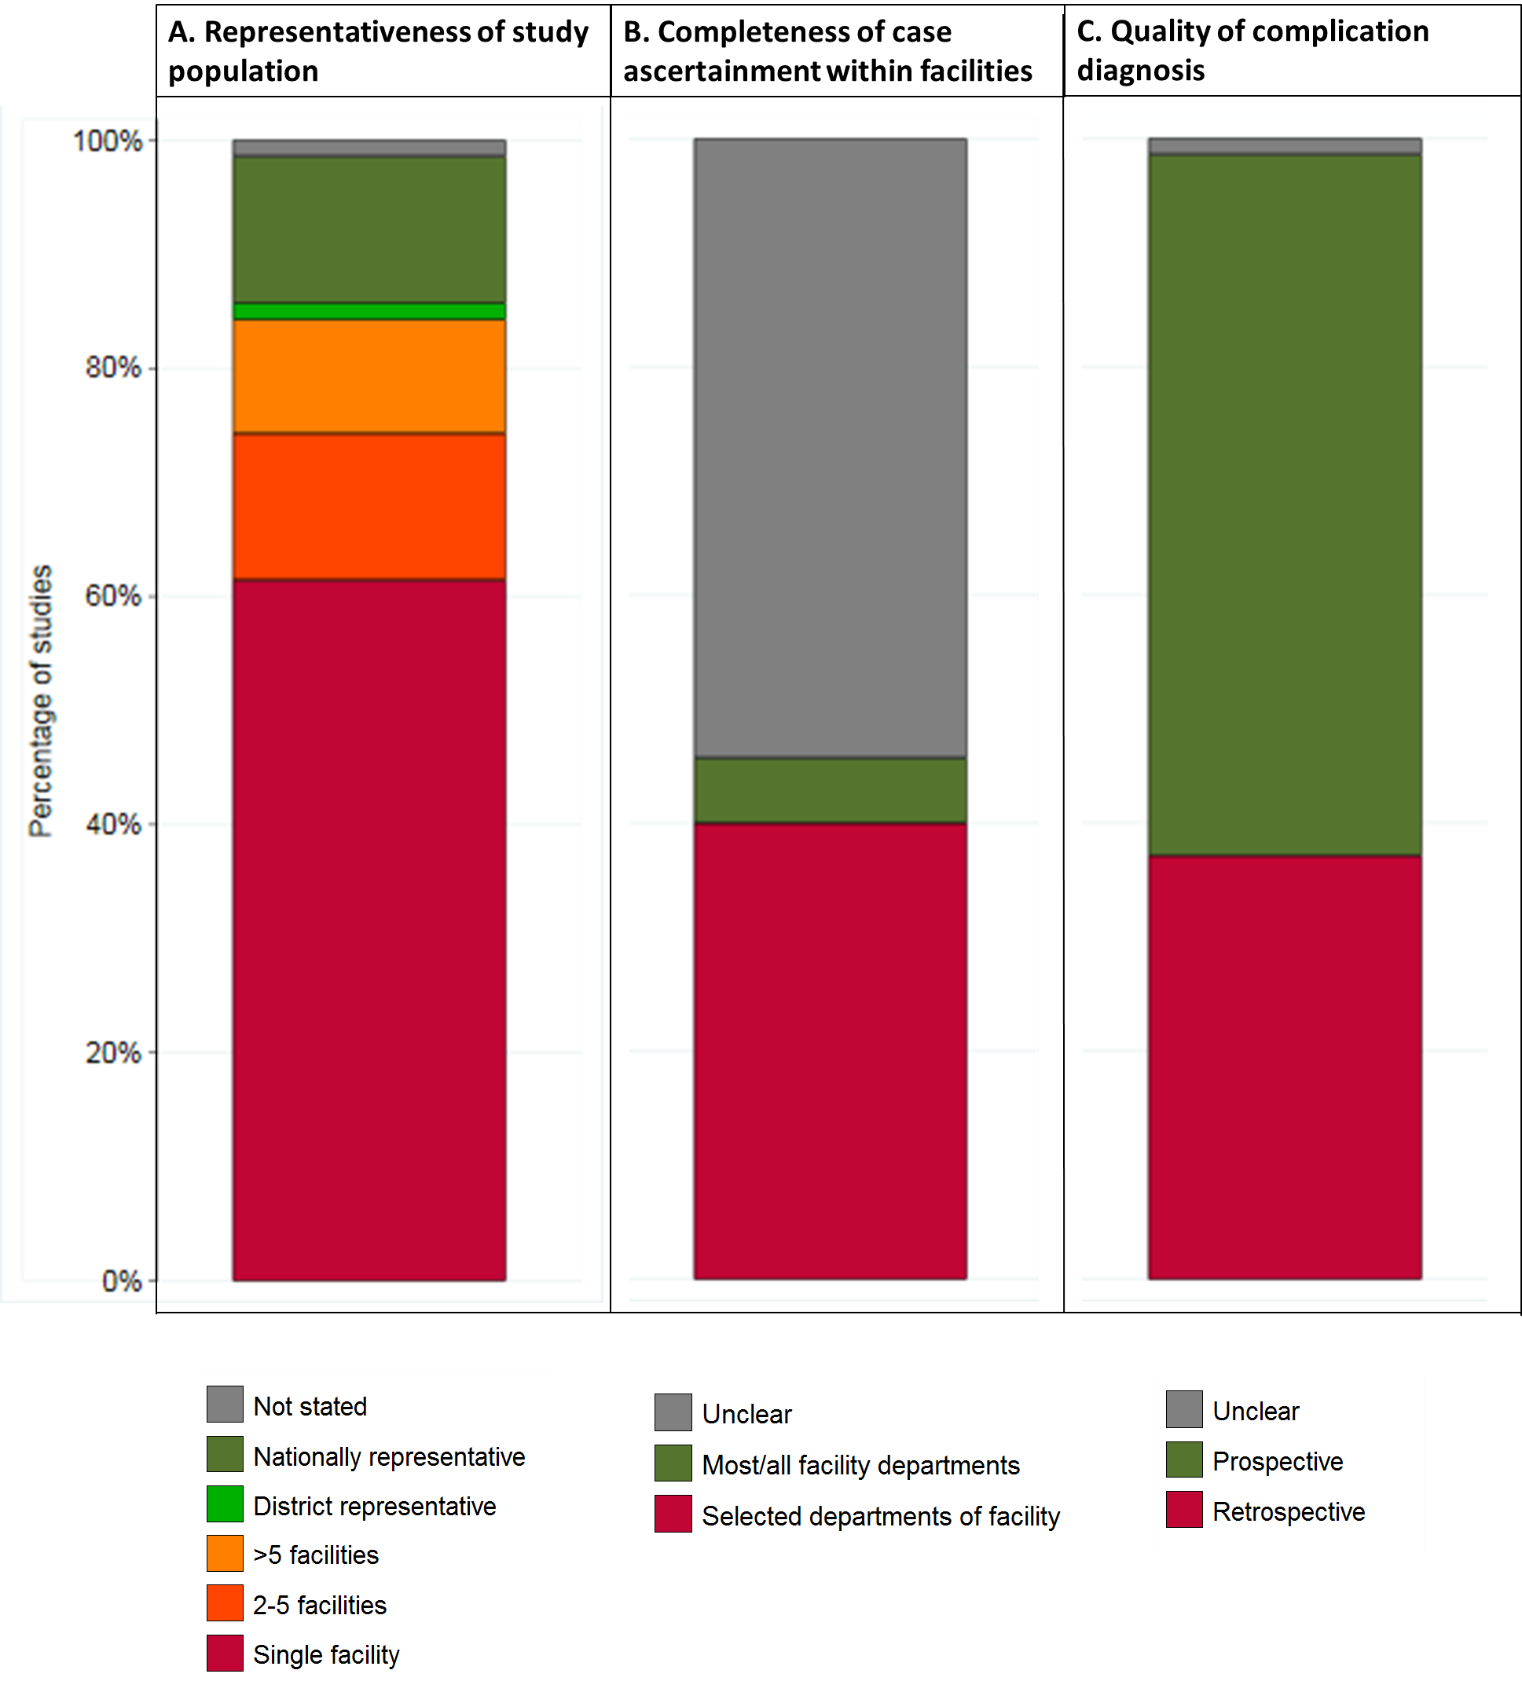 A. Representativeness of study
population
B. Completeness of case
ascertainment within facilities
C. Quality of complication
diagnosis
Percentage of studies
100%
80%
60%
40%
20%
0%
Not stated
Nationally representative
District representative
>5 facilities
2-5 facilities
Single facility
Unclear
Most/all facility departments
Selected departments of facility
Unclear
Prospective
Retrospective